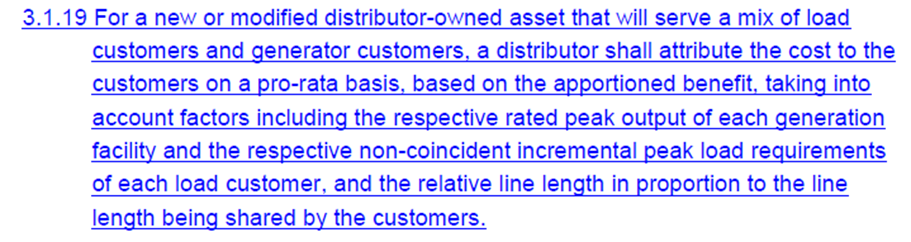 3.1.19 For a new or modified distributor-owned asset that will serve a mix of load
customers and generator customers, a distributor shall attribute the cost to the
customers on a pro-rata basis, based on the apportioned benefit, taking into
account factors including the respective rated peak output of each generation
facility and the respective non-coincident incremental peak load requirements
of each load customer, and the relative line length in proportion to the line
length being shared by the customers.